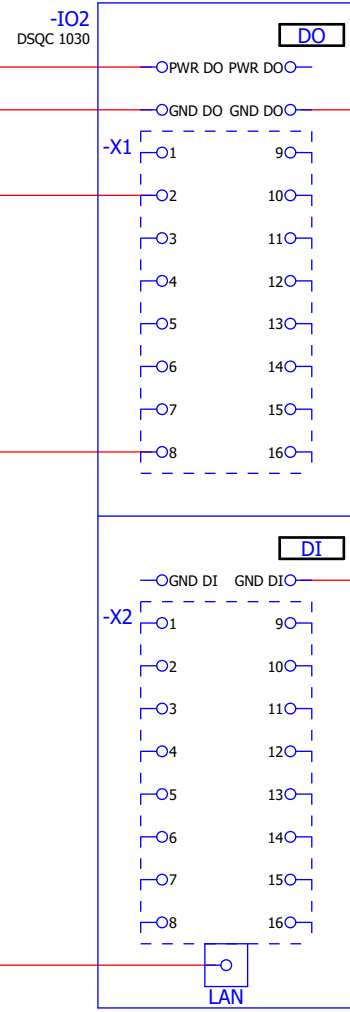 -IO2
DSQC 1030
DO
PWR DO PWR DO
GND DO GND DO
-X1
1 9
2 10
3 11
4 12
5 13
6 14
7 15
8 16
DI
GND DI GND DI
-X2
1 9
2 10
3 11
4 12
5 13
6 14
7 15
8 16
LAN